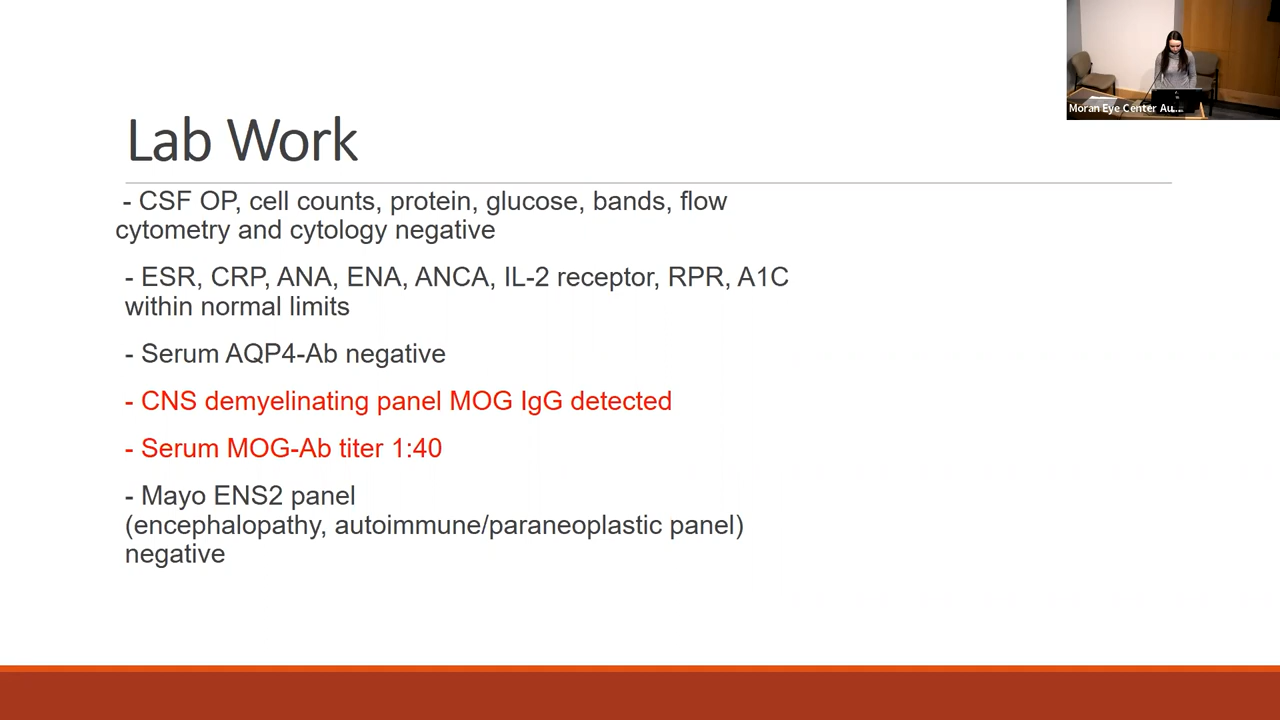 Moran Eye Center Au...
Lab Work
- CSF OP, cell counts, protein, glucose, bands, flow
cytometry and cytology negative
- ESR, CRP, ANA, ENA, ANCA, IL-2 receptor, RPR, A1C
within normal limits
- Serum AQP4-Ab negative
- CNS demyelinating panel MOG IgG detected
- Serum MOG-Ab titer 1:40
- Mayo ENS2 panel
(encephalopathy, autoimmune/paraneoplastic panel)
negative